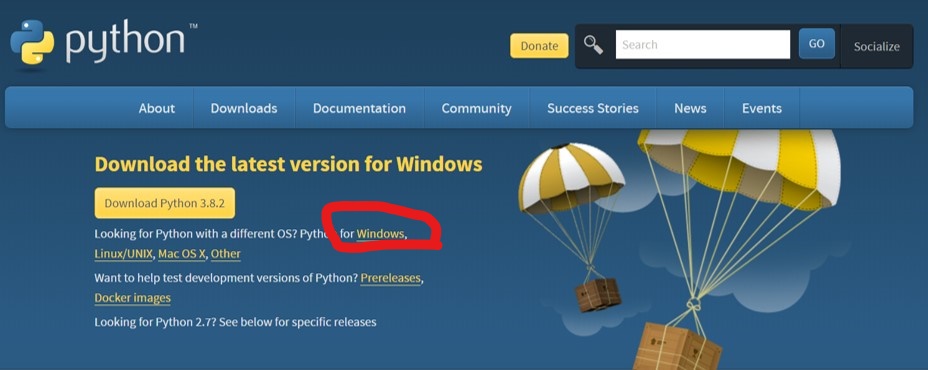 python™
Donate
Search
GO
Socialize
About
Downloads
Documentation
Community
Success Stories
News
Events
Download the latest version for Windows
Download Python 3.8.2
Looking for Python with a different OS? Python for Windows,
Linux/UNIX, Mac OS X, Other
Want to help test development versions of Python? Prereleases,
Docker images
Looking for Python 2.7? See below for specific releases